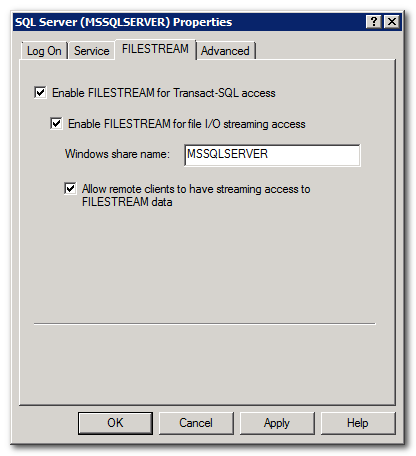 SQL Server (MSSQLSERVER) Properties
Log On Service FILESTREAM Advanced
Enable FILESTREAM for Transact-SQL access
Enable FILESTREAM for file I/O streaming access
Windows share name: MSSQLSERVER
Allow remote clients to have streaming access to
FILESTREAM data
OK Cancel Apply Help